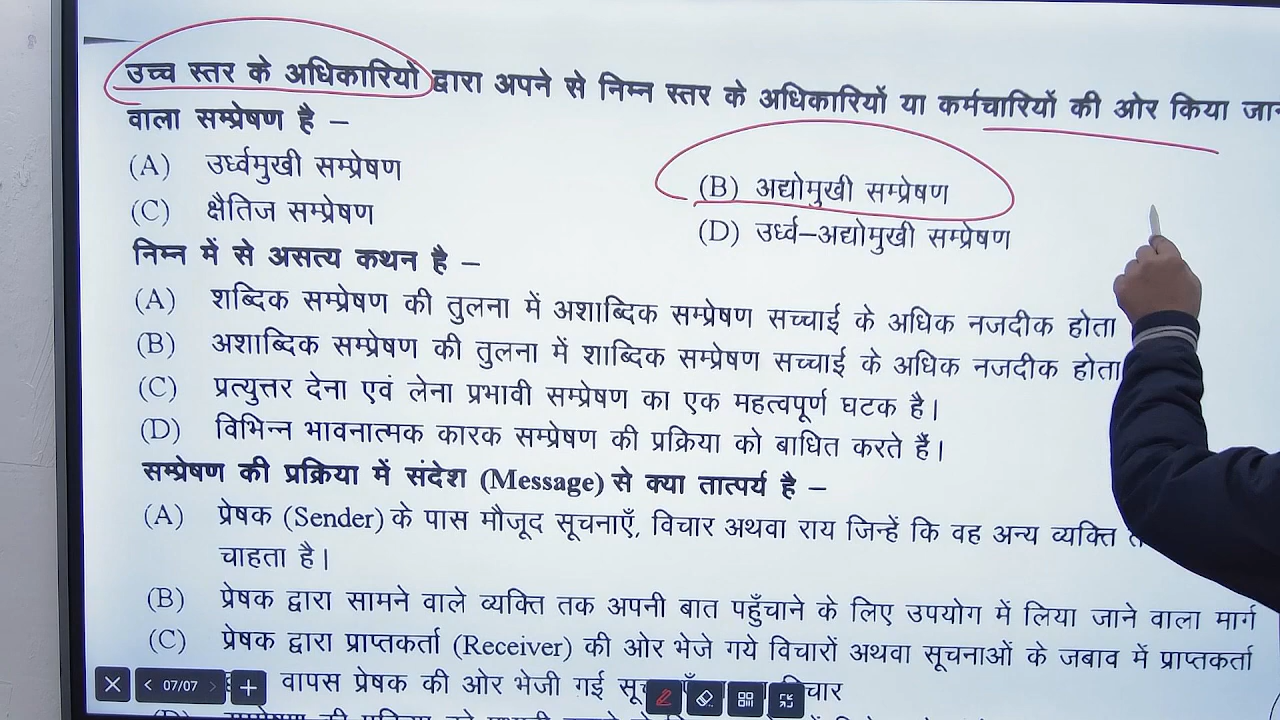 उच्च स्तर के अधिकारियो द्वारा अपने से निम्न स्तर के अधिकारियों या कर्मचारियों की ओर किया
वाला सम्प्रेषण है –
(A) उर्ध्वमुखी सम्प्रेषण
(B) अद्योमुखी सम्प्रेषण
(C) क्षैतिज सम्प्रेषण
(D) उर्ध्व–अद्योमुखी सम्प्रेषण
निम्न में से असत्य कथन है –
(A) शब्दिक सम्प्रेषण की तुलना में अशाब्दिक सम्प्रेषण सच्चाई के अधिक नजदीक होता
(B) अशाब्दिक सम्प्रेषण की तुलना में शाब्दिक सम्प्रेषण सच्चाई के अधिक नजदीक होता
(C) प्रत्युत्तर देना एवं लेना प्रभावी सम्प्रेषण का एक महत्वपूर्ण घटक है।
(D) विभिन्न भावनात्मक कारक सम्प्रेषण की प्रक्रिया को बाधित करते हैं।
सम्प्रेषण की प्रक्रिया में संदेश (Message) से क्या तात्पर्य है –
(A) प्रेषक (Sender) के पास मौजूद सूचनाएँ, विचार अथवा राय जिन्हें कि वह अन्य व्यक्ति
चाहता है।
(B) प्रेषक द्वारा सामने वाले व्यक्ति तक अपनी बात पहुँचाने के लिए उपयोग में लिया जाने वाला मार्ग
(C) प्रेषक द्वारा प्राप्तकर्ता (Receiver) की ओर भेजे गये विचारों अथवा सूचनाओं के जबाव में प्राप्तकर्ता
वापस प्रेषक की ओर भेजी गई
07/07